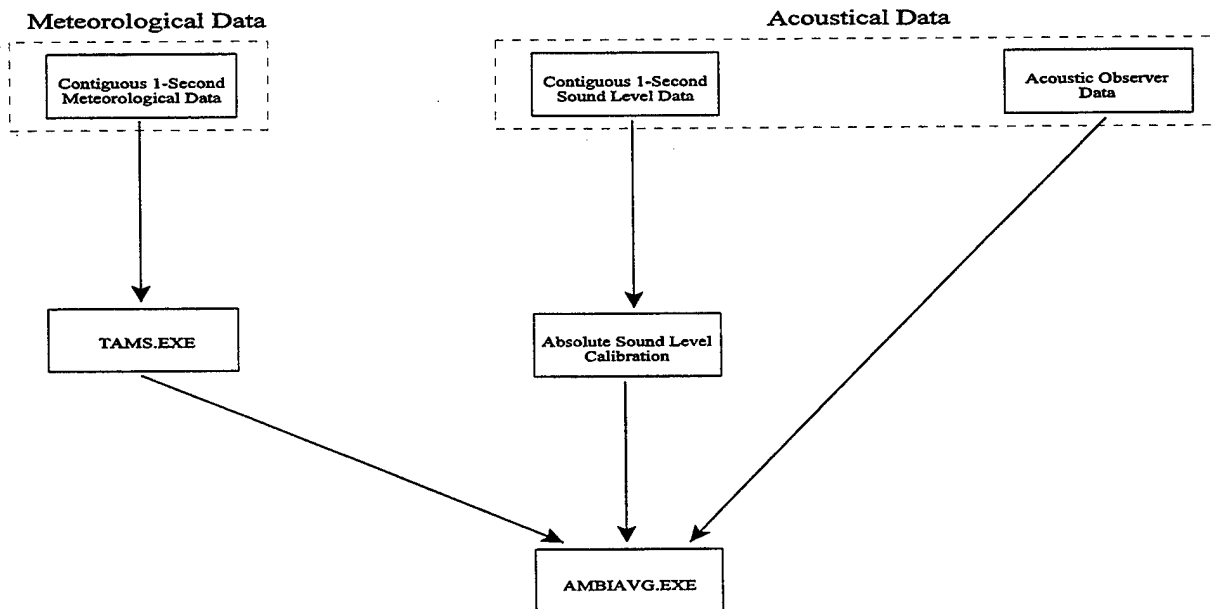 Meteorological Data
Acoustical Data
Contiguous 1-Second
Meteorological Data
Contiguous 1-Second
Sound Level Data
Acoustic Observer
Data
TAMS.EXE
Absolute Sound Level
Calibration
AMBIAVG.EXE